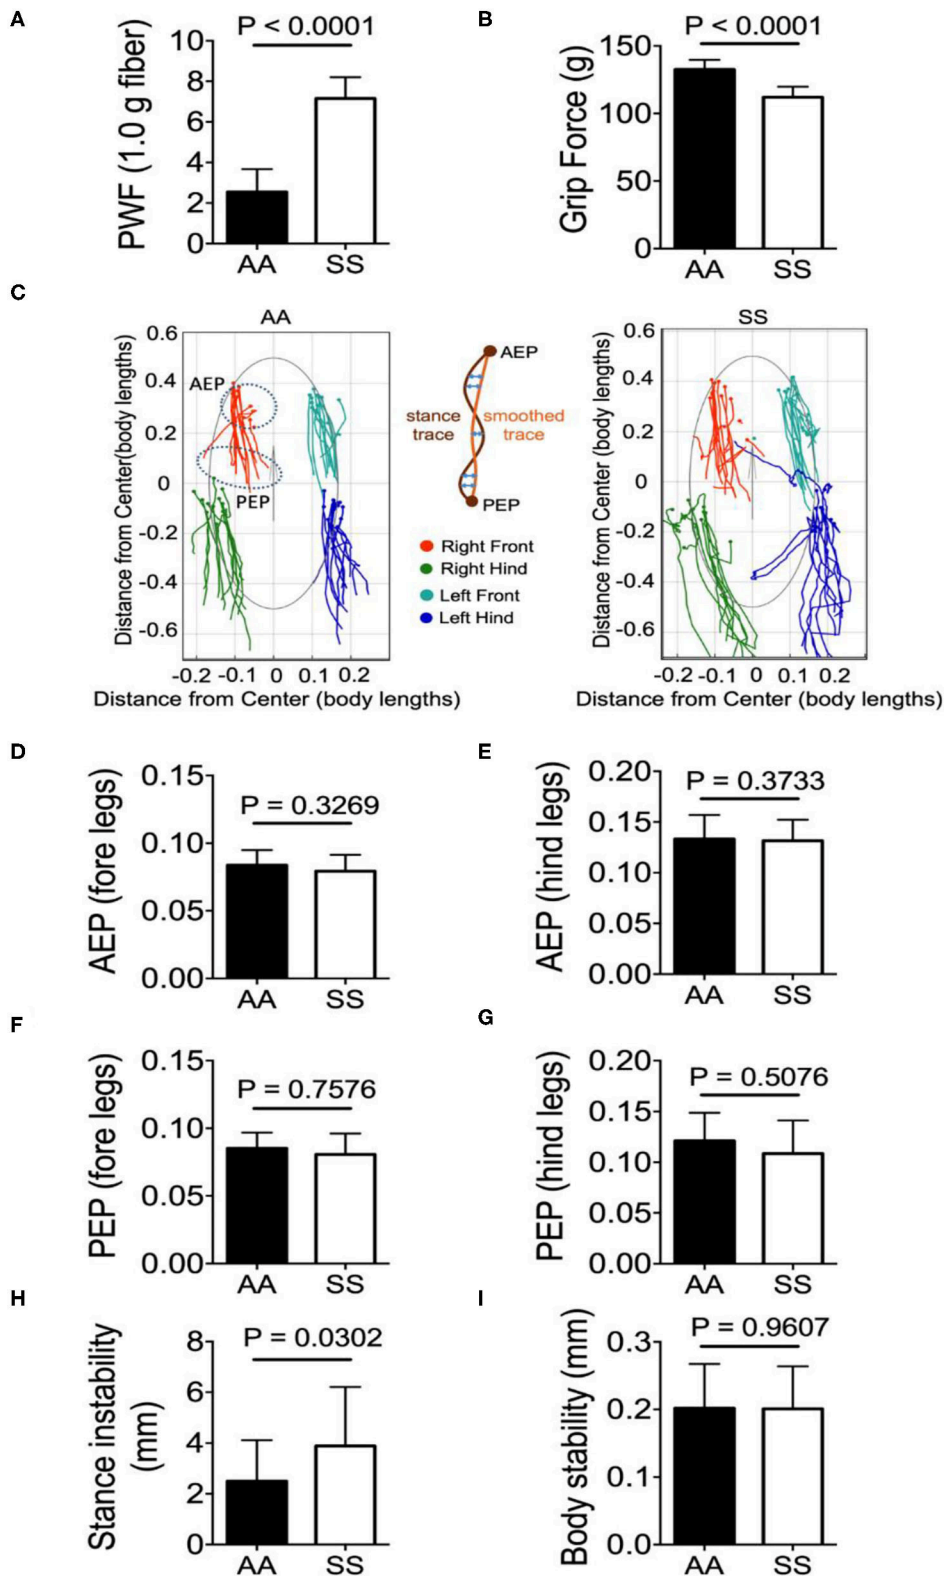 A
P < 0.0001
PWF (1.0 g fiber)
10
8
6
4
2
0
AA SS
B
P < 0.0001
Grip Force (g)
150
100
50
0
AA SS
C
AA
Distance from Center(body lengths)
0.6
0.4
0.2
0
-0.2
-0.4
-0.6
AEP
PEP
-0.2 -0.1 0 0.1 0.2
Distance from Center (body lengths)
AEP
stance trace
smoothed trace
PEP
Right Front
Right Hind
Left Front
Left Hind
SS
Distance from Center (body lengths)
0.6
0.4
0.2
0
-0.2
-0.4
-0.6
-0.2 -0.1 0 0.1 0.2
Distance from Center (body lengths)
D
P = 0.3269
AEP (fore legs)
0.15
0.10
0.05
0.00
AA SS
E
P = 0.3733
AEP (hind legs)
0.20
0.15
0.10
0.05
0.00
AA SS
F
P = 0.7576
PEP (fore legs)
0.15
0.10
0.05
0.00
AA SS
G
P = 0.5076
PEP (hind legs)
0.20
0.15
0.10
0.05
0.00
AA SS
H
P = 0.0302
Stance instability
(mm)
8
6
4
2
0
AA SS
I
P = 0.9607
Body stability (mm)
0.3
0.2
0.1
0.0
AA SS